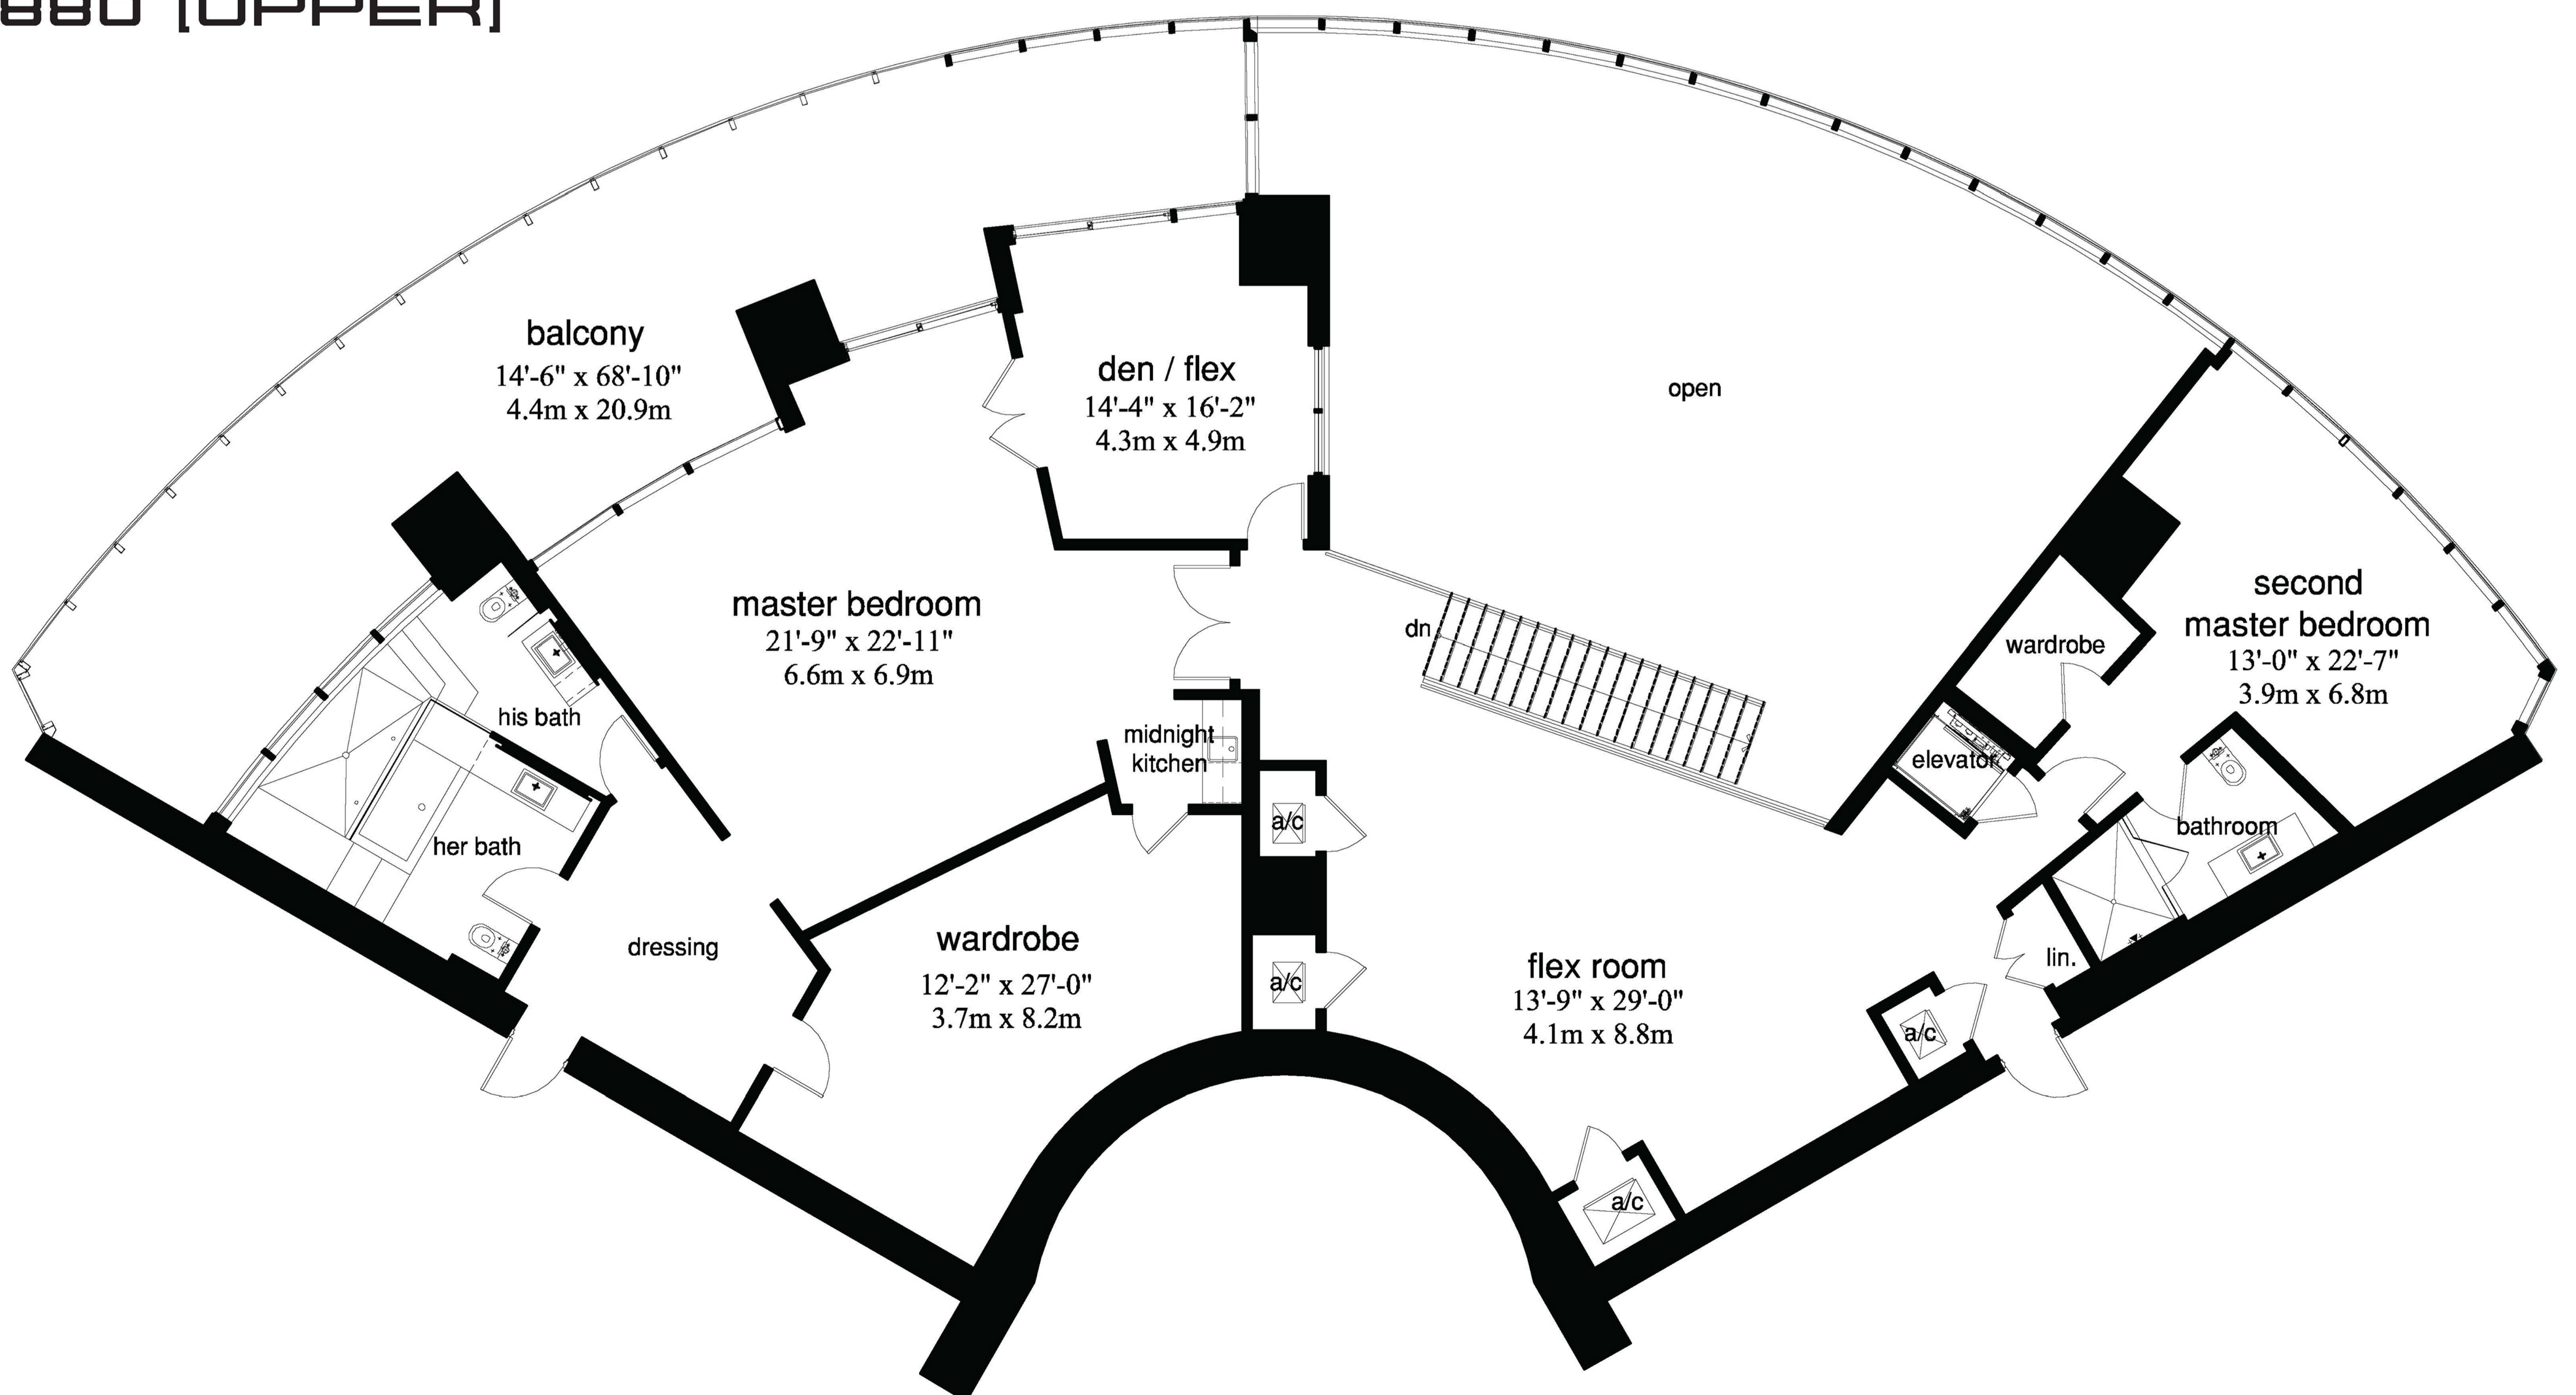 880 [UPPER]
balcony
14'-6" x 68'-10"
4.4m x 20.9m
den / flex
14'-4" x 16'-2"
4.3m x 4.9m
open
master bedroom
21'-9" x 22'-11"
6.6m x 6.9m
dn
second
master bedroom
13'-0" x 22'-7"
3.9m x 6.8m
wardrobe
his bath
midnight
kitchen
elevator
a/c
her bath
bathroom
dressing
wardrobe
12'-2" x 27'-0"
3.7m x 8.2m
a/c
flex room
13'-9" x 29'-0"
4.1m x 8.8m
lin.
a/c
a/c